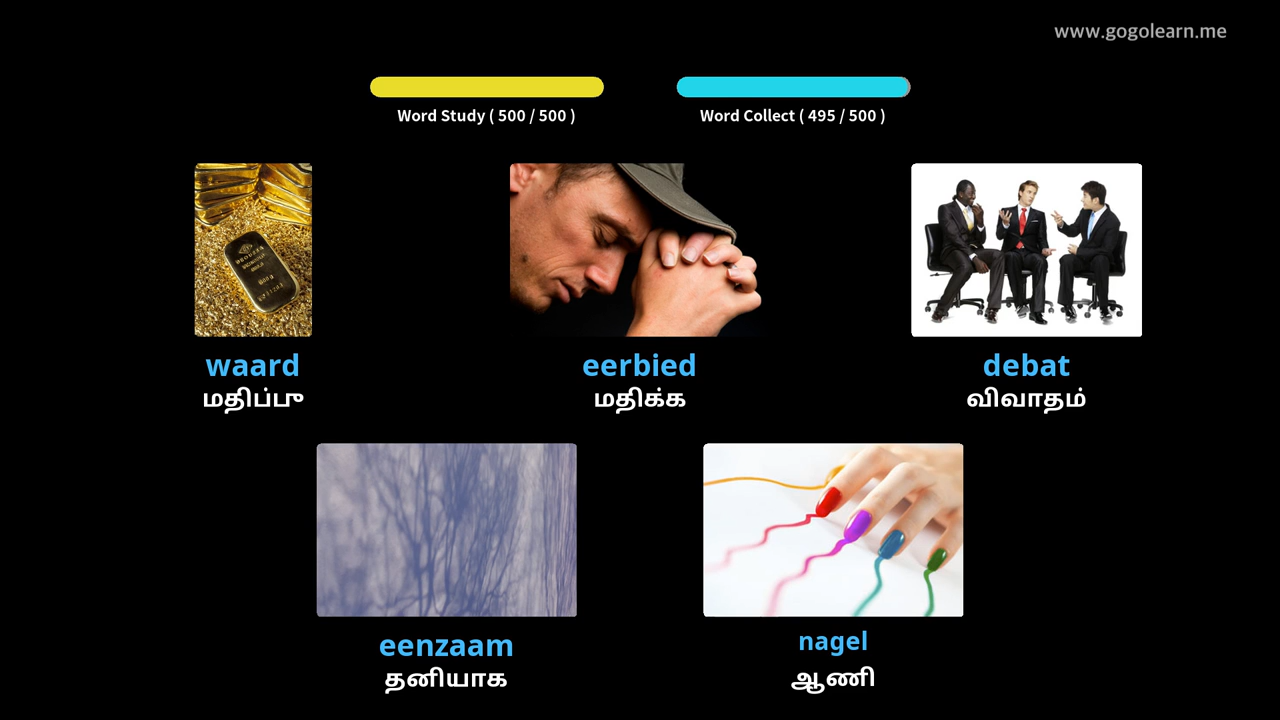 www.gogolearn.me
Word Study ( 500 / 500 )
Word Collect ( 495 / 500 )
waard
மதிப்பு
eerbied
மதிக்க
debat
விவாதம்
eenzaam
தனியாக
nagel
ஆணி